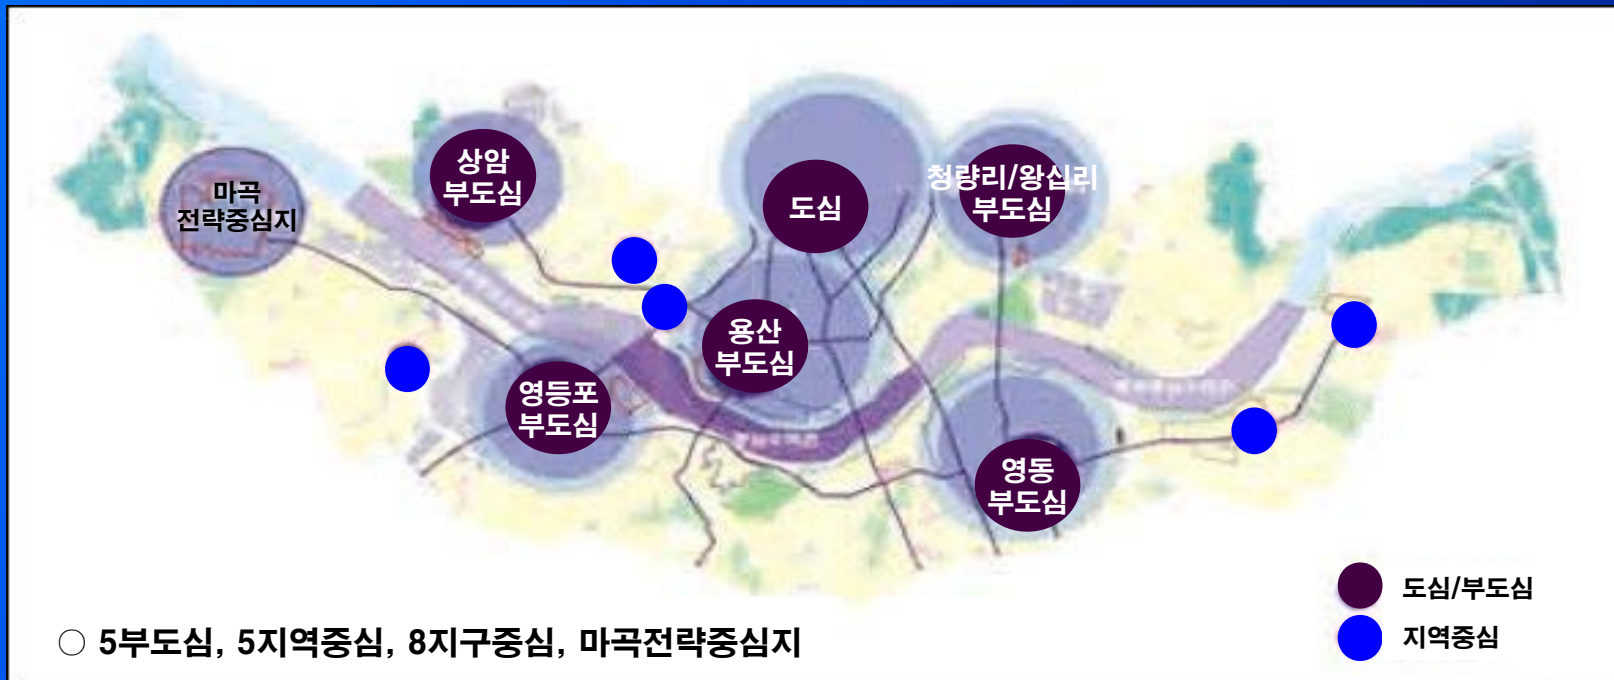 상암
부도심
마곡
전략중심지
도심
청량리/왕십리
부도심
용산
부도심
영등포
부도심
영동
부도심
도심/부도심
지역중심
○ 5부도심, 5지역중심, 8지구중심, 마곡전략중심지